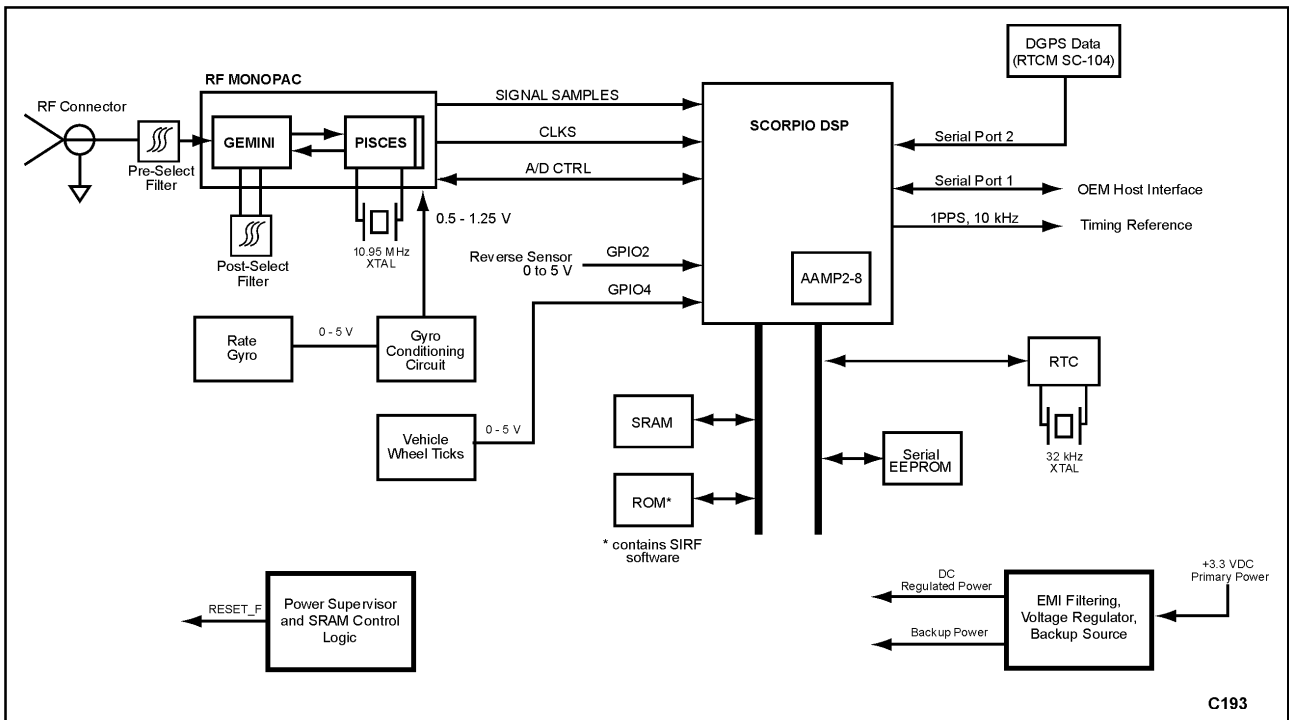 DGPS Data
(RTCM SC-104)
RF MONOPAC
RF Connector
SIGNAL SAMPLES
SCORPIO DSP
GEMINI
PISCES
CLKS
Serial Port 2
Pre-Select
Filter
A/D CTRL
Serial Port 1
OEM Host Interface
0.5 - 1.25 V
1PPS, 10 kHz
Timing Reference
10.95 MHz
XTAL
Post-Select
Filter
Reverse Sensor
0 to 5 V
GPIO2
AAMP2-8
GPIO4
Rate
Gyro
0 - 5 V
Gyro
Conditioning
Circuit
RTC
SRAM
Vehicle
Wheel Ticks
0 - 5 V
Serial
EEPROM
32 kHz
XTAL
ROM*
* contains SIRF
software
RESET_F
Power Supervisor
and SRAM Control
Logic
DC
Regulated Power
Backup Power
EMI Filtering,
Voltage Regulator,
Backup Source
+3.3 VDC
Primary Power
C193